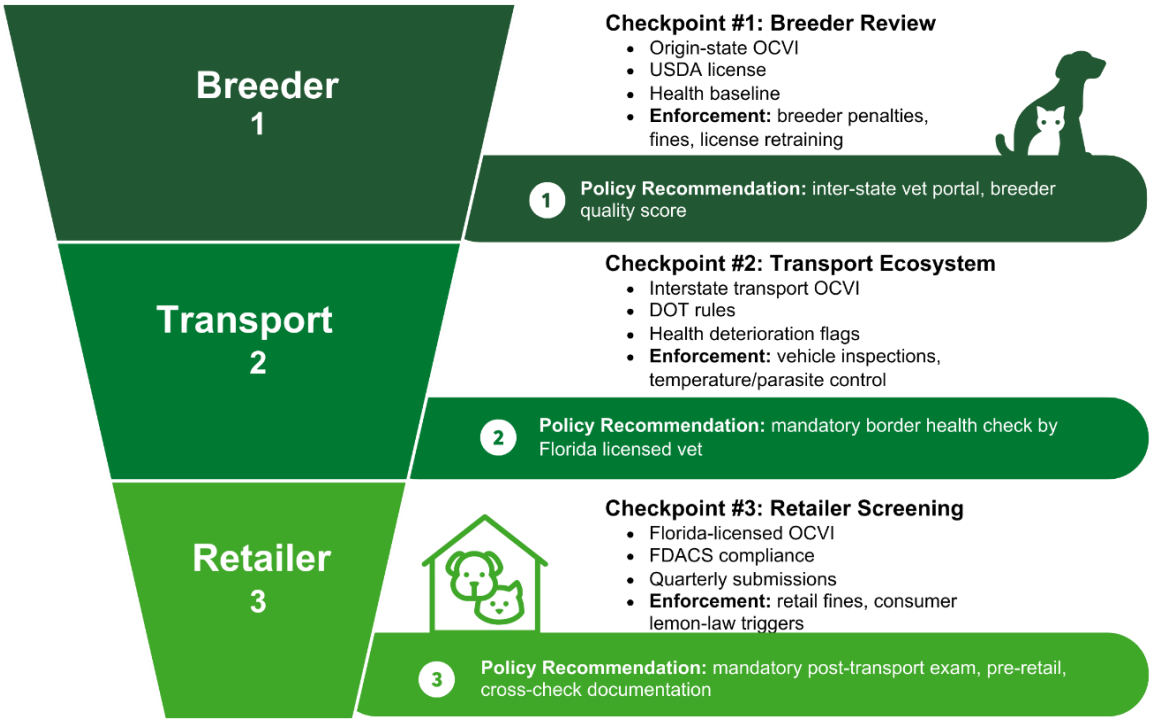 Breeder
1
Checkpoint #1: Breeder Review
• Origin-state OCVI
• USDA license
• Health baseline
• Enforcement: breeder penalties,
fines, license retraining
1
Policy Recommendation: inter-state vet portal, breeder
quality score
Transport
2
Checkpoint #2: Transport Ecosystem
• Interstate transport OCVI
• DOT rules
• Health deterioration flags
• Enforcement: vehicle inspections,
temperature/parasite control
2
Policy Recommendation: mandatory border health check by
Florida licensed vet
Retailer
3
Checkpoint #3: Retailer Screening
• Florida-licensed OCVI
• FDACS compliance
• Quarterly submissions
• Enforcement: retail fines, consumer
lemon-law triggers
3
Policy Recommendation: mandatory post-transport exam, pre-retail,
cross-check documentation